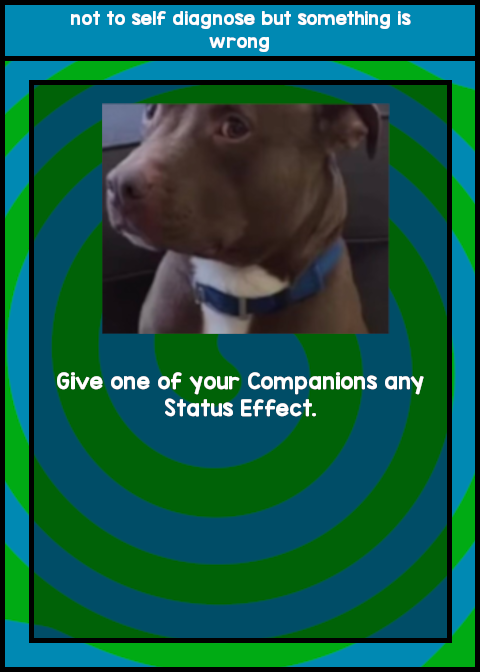 not to self diagnose but something is
wrong
Give one of your Companions any
Status Effect.